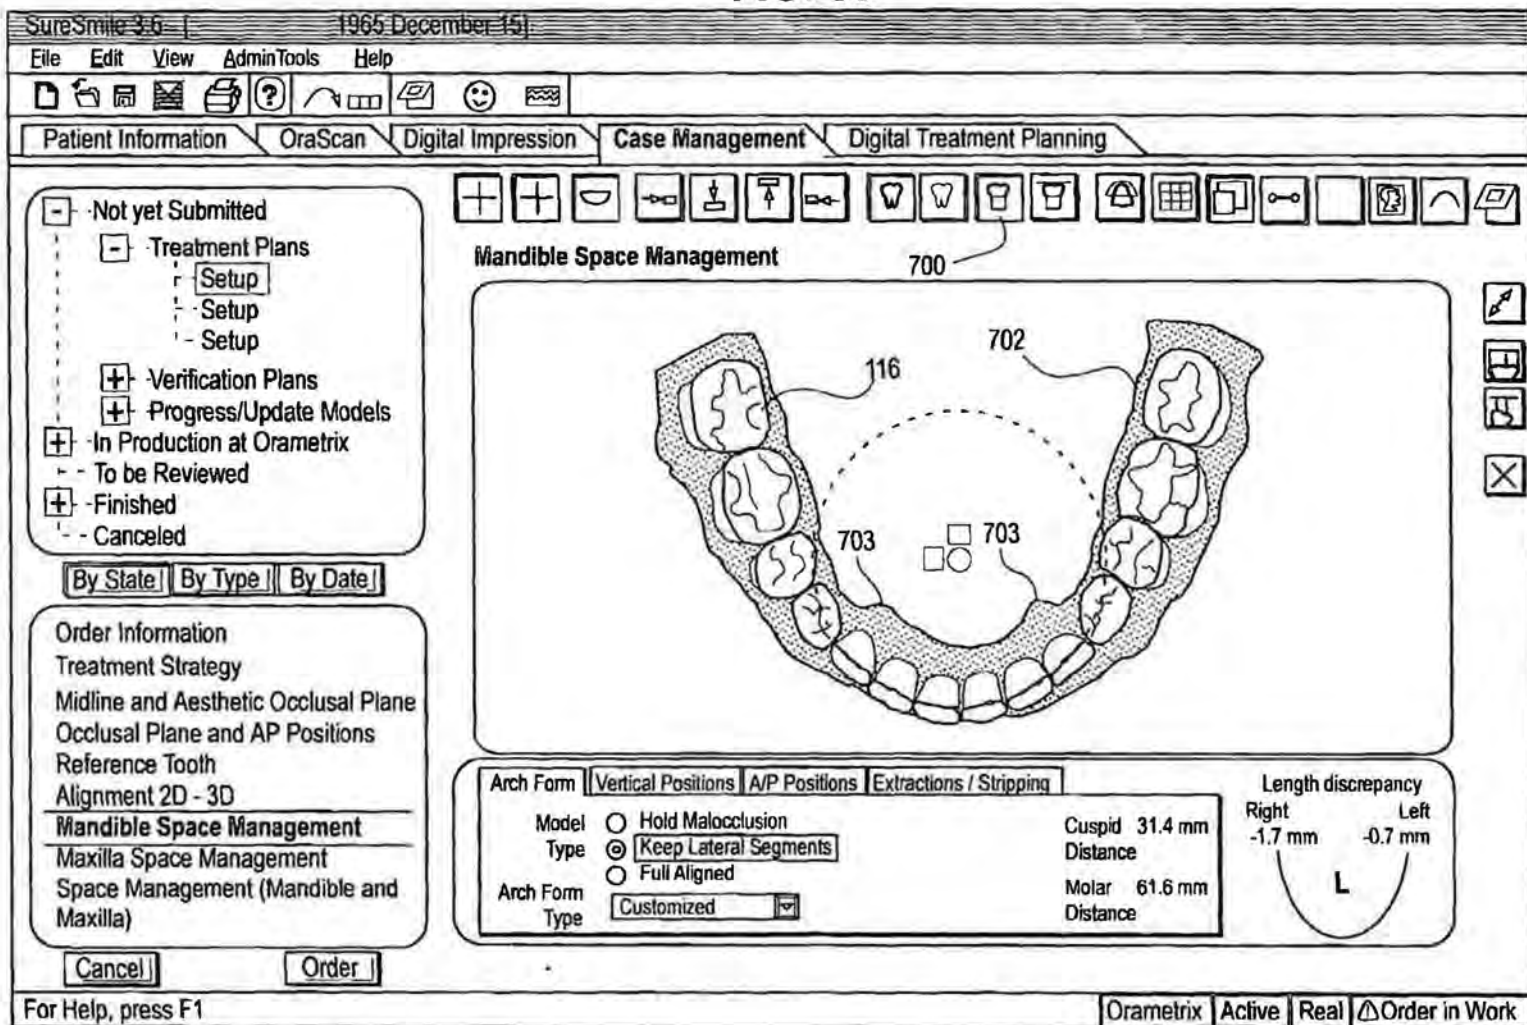 SureSmile 3.6 - [ 1965 December 15]
File Edit View AdminTools Help
Patient Information OraScan Digital Impression Case Management Digital Treatment Planning
Not yet Submitted
Treatment Plans
Setup
Setup
Setup
Verification Plans
Progress/Update Models
In Production at Orametrix
To be Reviewed
Finished
Canceled
By State By Type By Date
Order Information
Treatment Strategy
Midline and Aesthetic Occlusal Plane
Occlusal Plane and AP Positions
Reference Tooth
Alignment 2D - 3D
Mandible Space Management
Maxilla Space Management
Space Management (Mandible and
Maxilla)
Cancel Order
700
Mandible Space Management
116
702
703
703
Arch Form Vertical Positions A/P Positions Extractions / Stripping
Model Type
Hold Malocclusion
Keep Lateral Segments
Full Aligned
Arch Form Type
Customized
Cuspid Distance 31.4 mm
Molar Distance 61.6 mm
Length discrepancy
Right Left
-1.7 mm -0.7 mm
L
For Help, press F1
Orametrix Active Real Order in Work